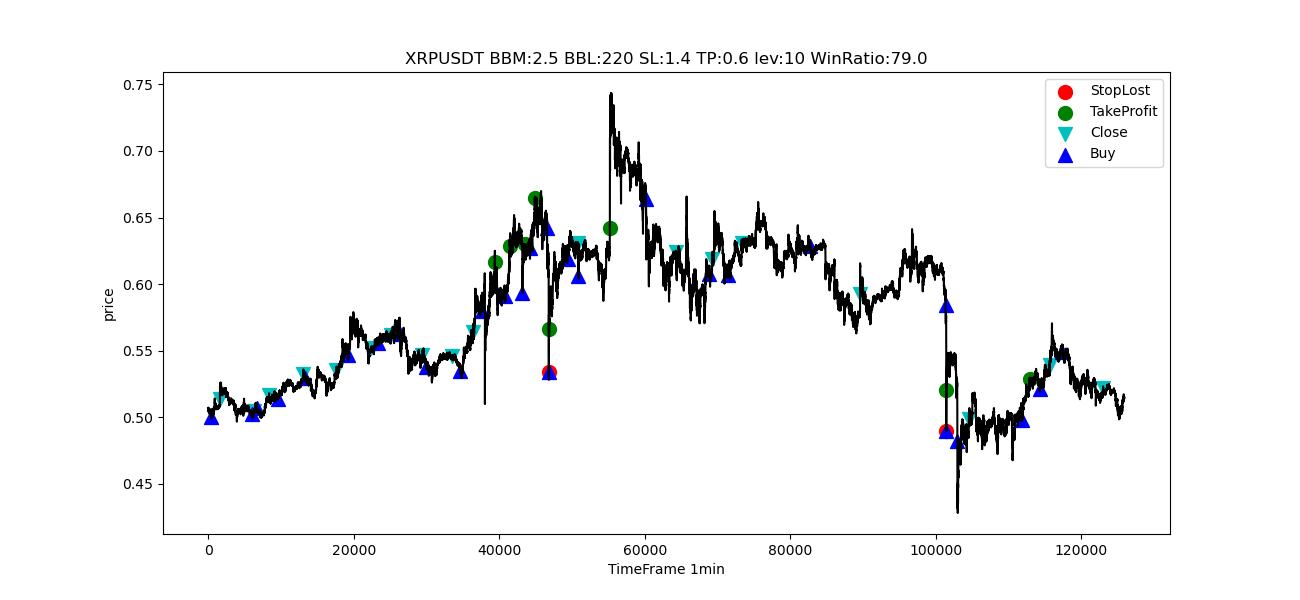 XRPUSDT BBM:2.5 BBL:220 SL:1.4 TP:0.6 lev:10 WinRatio:79.0
StopLost
TakeProfit
Close
Buy
0.75
0.70
0.65
0.60
0.55
0.50
0.45
price
0 20000 40000 60000 80000 100000 120000
TimeFrame 1min